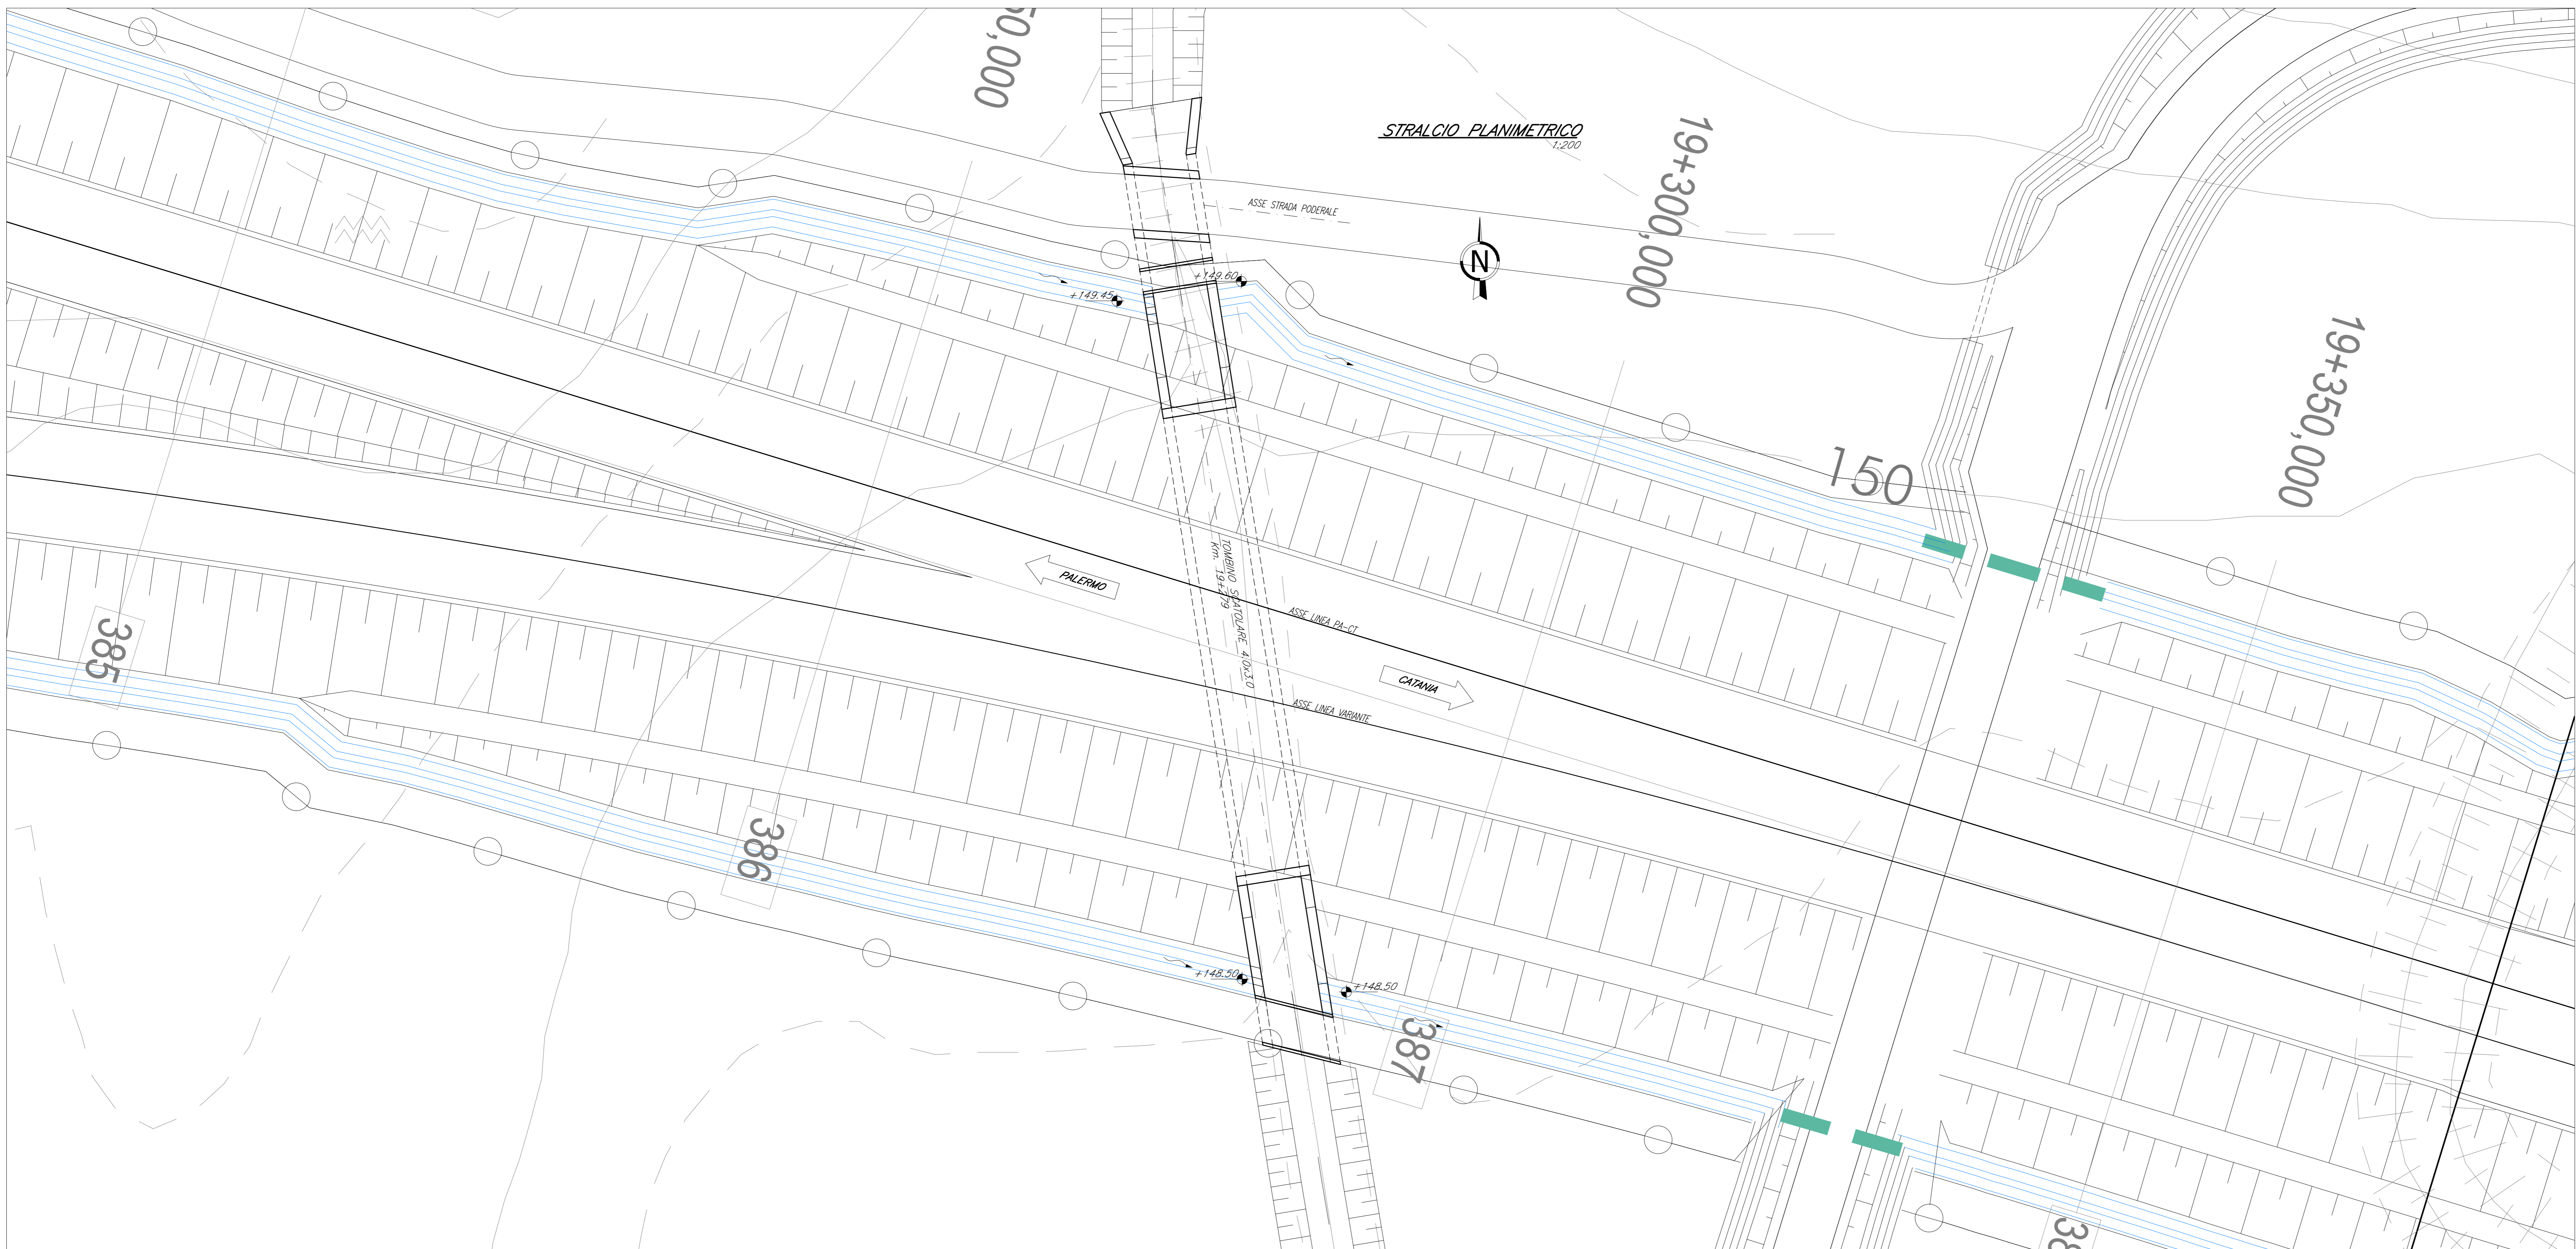 50,000
STRALCIO PLANIMETRICO
1:200
19+300,000
ASSE STRADA PODERALE
N
+149.60
+149.45
19+350,000
150
TOMBINO SCATOLARE 4.0x3.0
Km. 19+279
PALERMO
ASSE LINEA PA-CT
CATANIA
ASSE LINEA VARIANTE
385
386
+148.50
+148.50
387
38